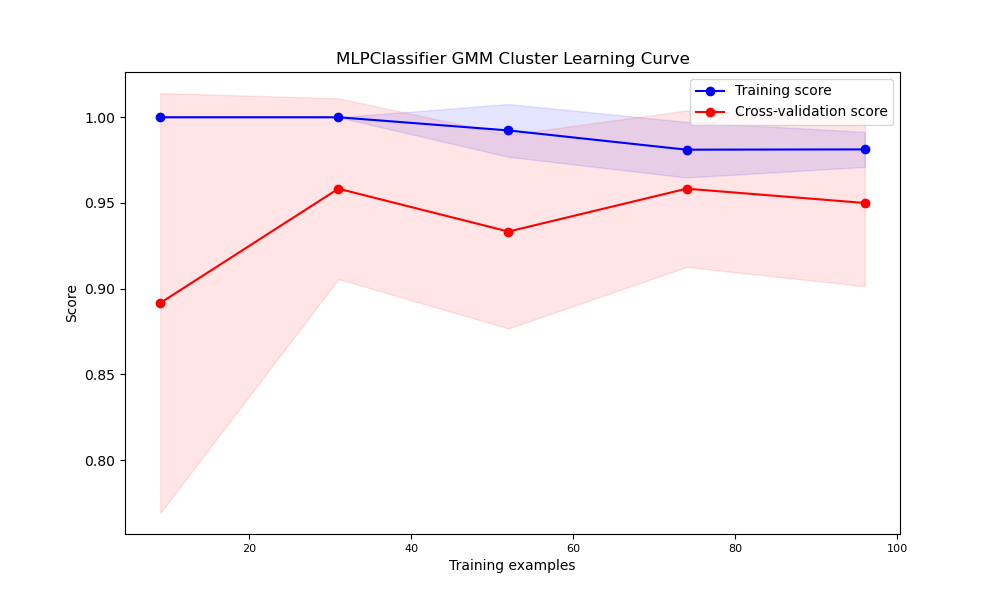 MLPClassifier GMM Cluster Learning Curve
Training score
Cross-validation score
1.00
0.95
0.90
0.85
0.80
Score
20
40
60
80
100
Training examples